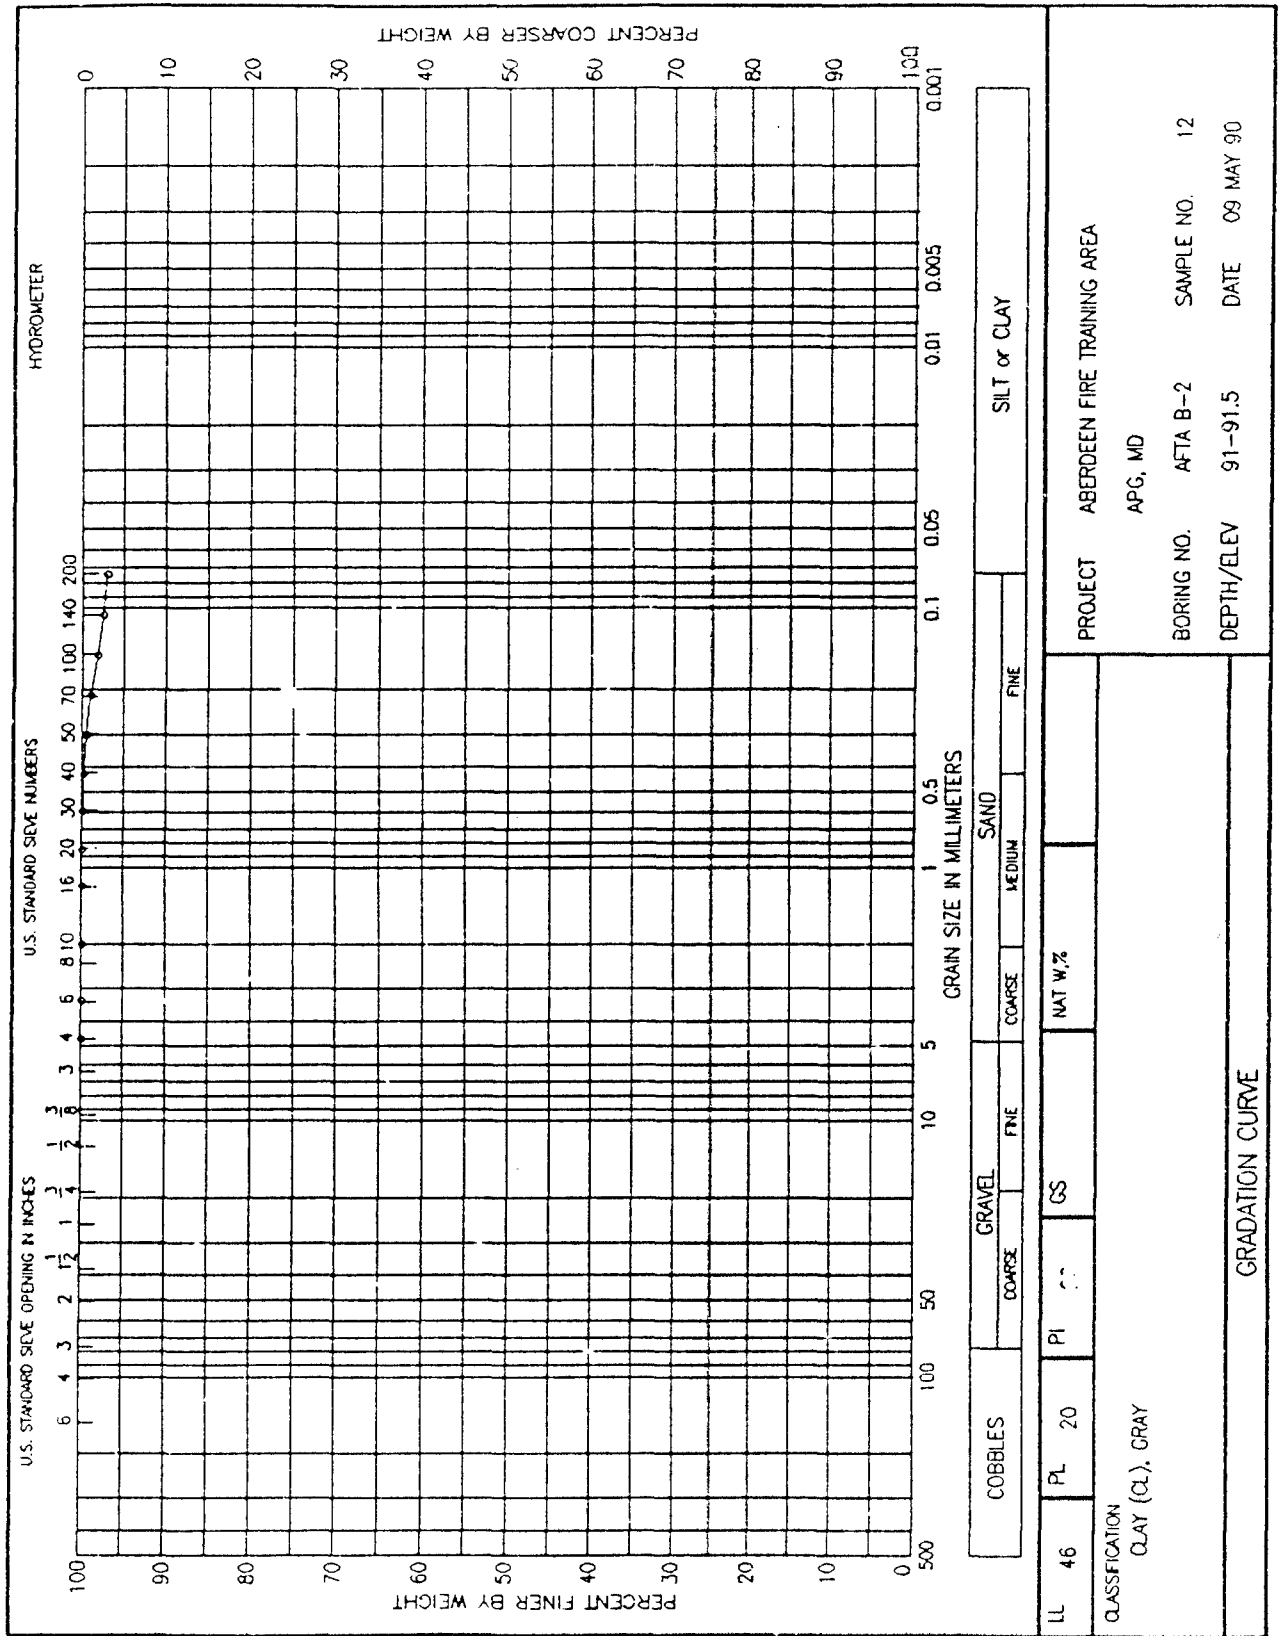 U.S. STANDARD SIEVE OPENING IN INCHES
U.S. STANDARD SIEVE NUMBERS
HYDROMETER
6 4 3 2 1 1/2 1 3/4 1/2 3/8 3 4 6 8 10 16 20 30 40 50 70 100 140 200
PERCENT FINER BY WEIGHT
100
90
80
70
60
50
40
30
20
10
0
PERCENT COARSER BY WEIGHT
0
10
20
30
40
50
60
70
80
90
100
500 100 50 10 5 1 0.5 0.1 0.05 0.01 0.005 0.001
GRAIN SIZE IN MILLIMETERS
COBBLES GRAVEL SAND SILT or CLAY
COARSE FINE COARSE MEDIUM FINE
LL 46 PL 20 PI GS NAT W,%
CLASSIFICATION
CLAY (CL), GRAY
PROJECT ABERDEEN FIRE TRAINING AREA
APG, MD
BORING NO. AFTA B-2 SAMPLE NO. 12
DEPTH/ELEV 91-91.5 DATE 09 MAY 90
GRADATION CURVE